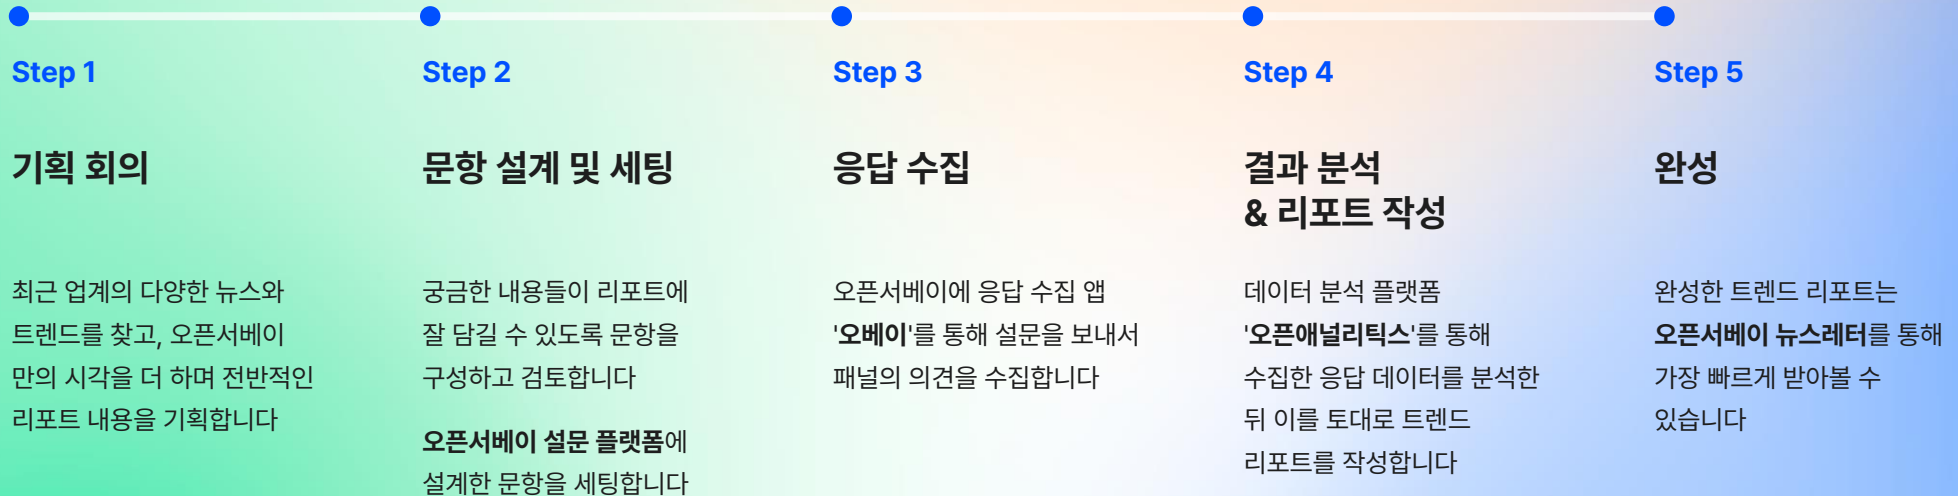 Step 1
기획 회의
최근 업계의 다양한 뉴스와
트렌드를 찾고, 오픈서베이
만의 시각을 더 하며 전반적인
리포트 내용을 기획합니다
Step 2
문항 설계 및 세팅
궁금한 내용들이 리포트에
잘 담길 수 있도록 문항을
구성하고 검토합니다
오픈서베이 설문 플랫폼에
설계한 문항을 세팅합니다
Step 3
응답 수집
오픈서베이에 응답 수집 앱
'오베이'를 통해 설문을 보내서
패널의 의견을 수집합니다
Step 4
결과 분석
& 리포트 작성
데이터 분석 플랫폼
'오픈애널리틱스'를 통해
수집한 응답 데이터를 분석한
뒤 이를 토대로 트렌드
리포트를 작성합니다
Step 5
완성
완성한 트렌드 리포트는
오픈서베이 뉴스레터를 통해
가장 빠르게 받아볼 수
있습니다